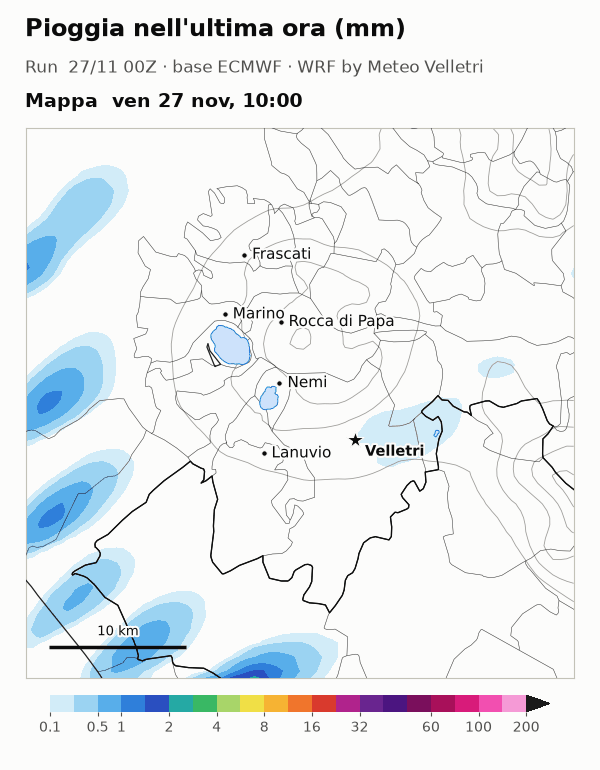 Pioggia nell'ultima ora (mm)
Run 27/11 00Z · base ECMWF · WRF by Meteo Velletri
Mappa ven 27 nov, 10:00
Frascati
Marino
Rocca di Papa
Nemi
Velletri
Lanuvio
10 km
0.1 0.5 1 2 4 8 16 32 60 100 200